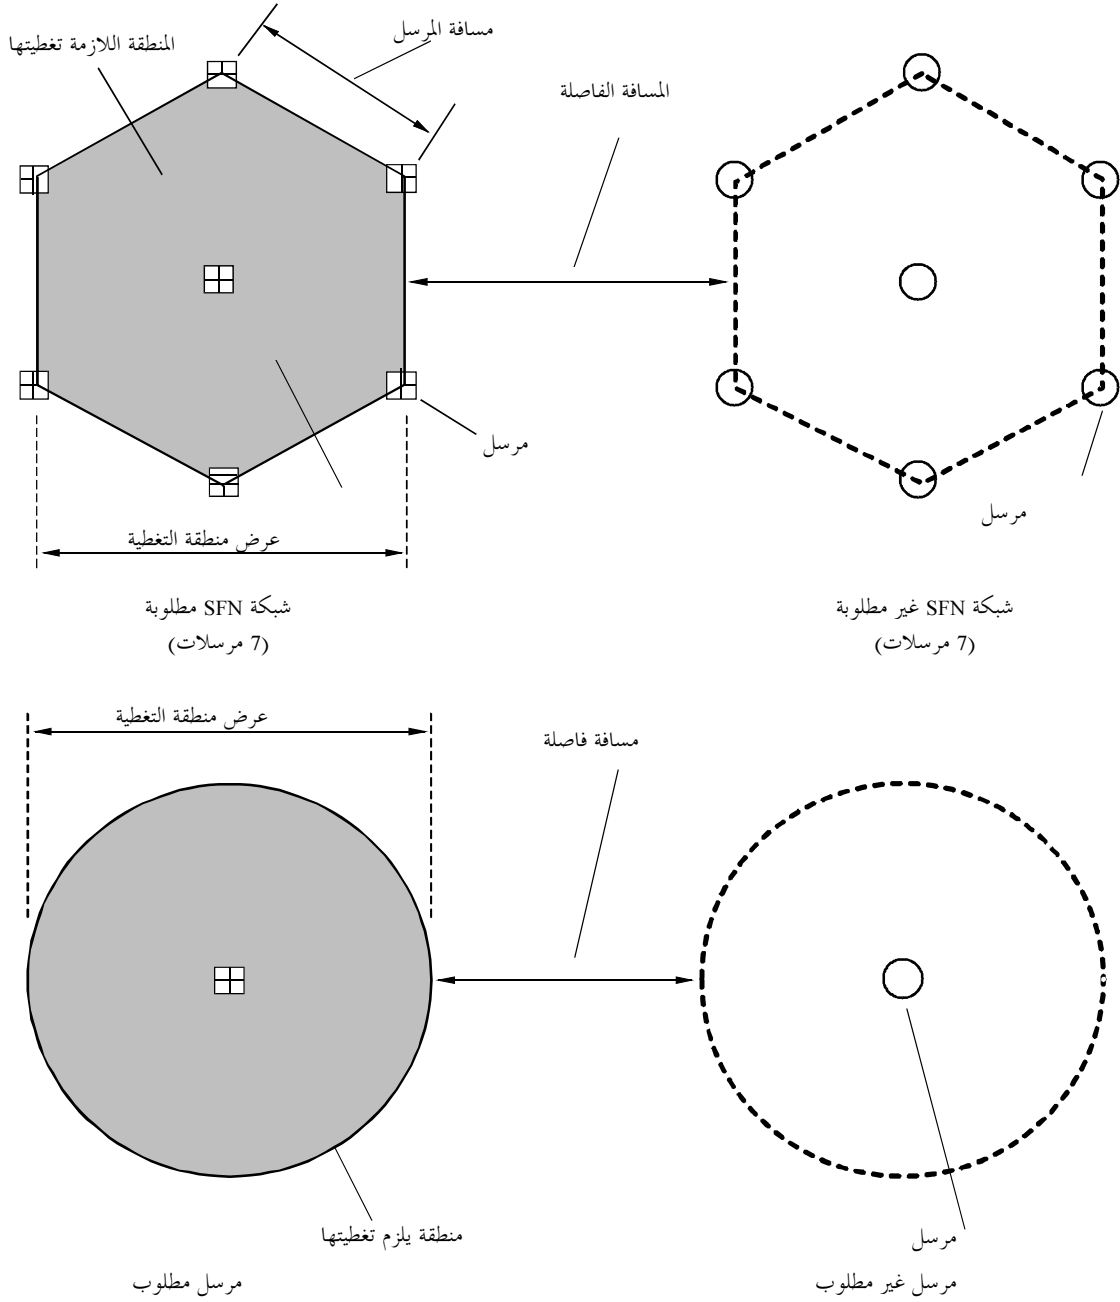 مسافة المرسل
المنطقة اللازمة تغطيتها
المسافة الفاصلة
مرسل
مرسل
عرض منطقة التغطية
شبكة SFN غير مطلوبة
(7 مرسلات)
شبكة SFN مطلوبة
(7 مرسلات)
عرض منطقة التغطية
مسافة فاصلة
منطقة يلزم تغطيتها
مرسل
مرسل غير مطلوب
مرسل مطلوب